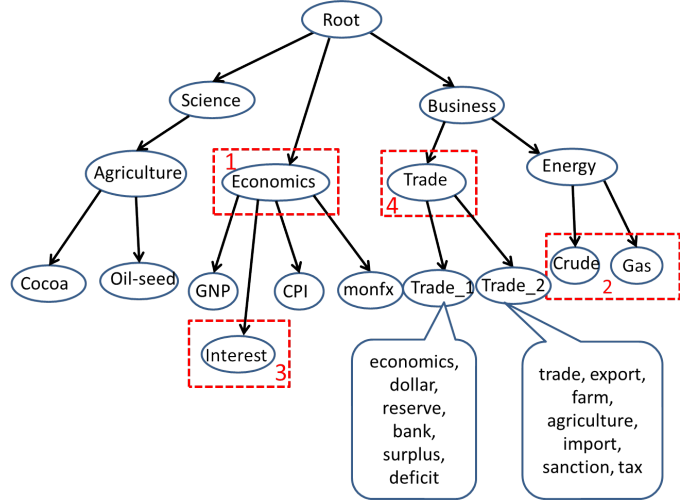 Root
Science
Business
Agriculture
1
Economics
Trade
4
Energy
Cocoa
Oil-seed
GNP
CPI
monfx
Trade_1
Trade_2
Crude
Gas
2
Interest
3
economics,
dollar,
reserve,
bank,
surplus,
deficit
trade, export,
farm,
agriculture,
import,
sanction, tax